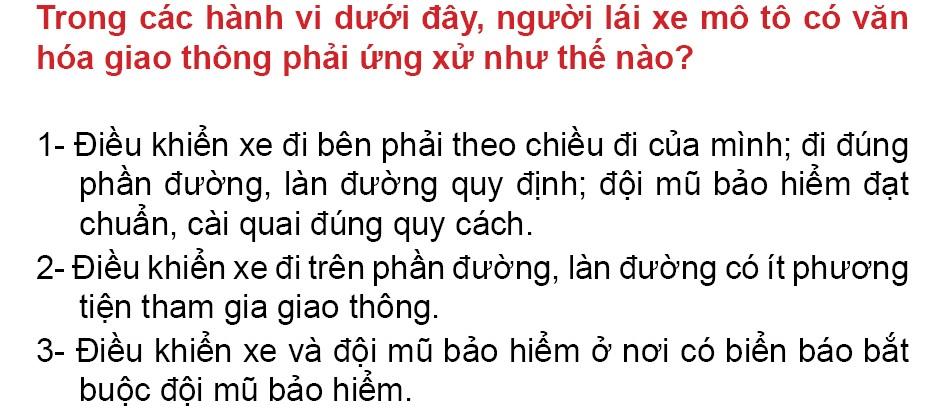 Trong các hành vi dưới đây, người lái xe mô tô có văn
hóa giao thông phải ứng xử như thế nào?
1- Điều khiển xe đi bên phải theo chiều đi của mình; đi đúng
phần đường, làn đường quy định; đội mũ bảo hiểm đạt
chuẩn, cài quai đúng quy cách.
2- Điều khiển xe đi trên phần đường, làn đường có ít phương
tiện tham gia giao thông.
3- Điều khiển xe và đội mũ bảo hiểm ở nơi có biển báo bắt
buộc đội mũ bảo hiểm.